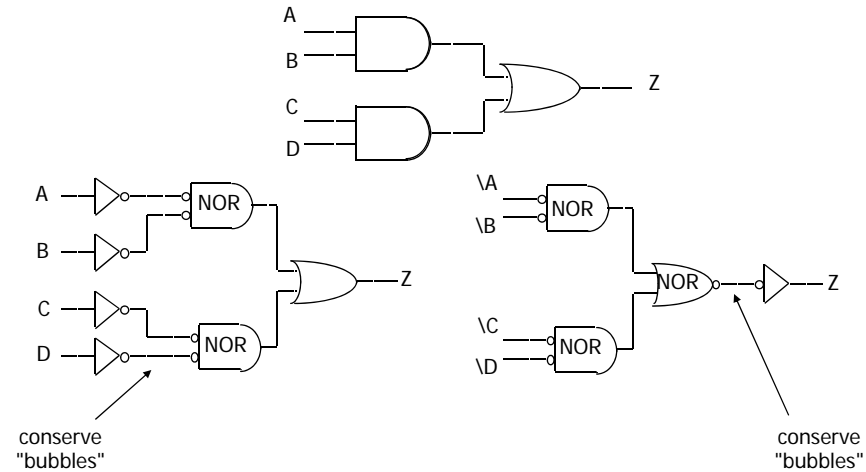 A
B
Z
C
D
A
NOR
B
Z
C
NOR
D
conserve
"bubbles"
\A
NOR
\B
NOR
Z
\C
NOR
\D
conserve
"bubbles"